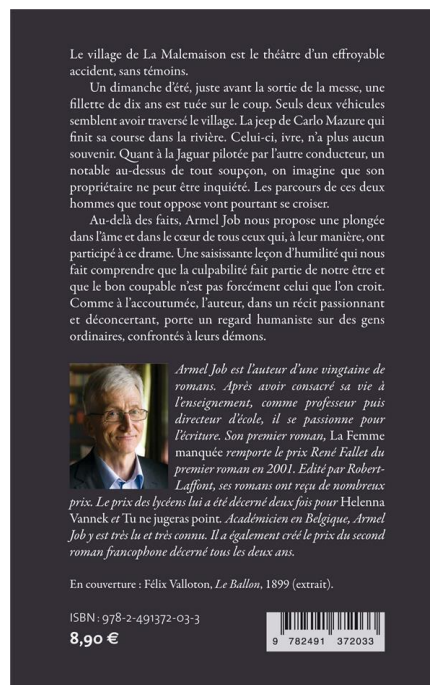 Le village de La Malemaison est le théâtre d’un effroyable
accident, sans témoins.
Un dimanche d’été, juste avant la sortie de la messe, une
fillette de dix ans est tuée sur le coup. Seuls deux véhicules
semblent avoir traversé le village. La jeep de Carlo Mazure qui
finit sa course dans la rivière. Celui-ci, ivre, n’a plus aucun
souvenir. Quant à la Jaguar pilotée par l’autre conducteur, un
notable au-dessus de tout soupçon, on imagine que son
propriétaire ne peut être inquiété. Les parcours de ces deux
hommes que tout oppose vont pourtant se croiser.
Au-delà des faits, Armel Job nous propose une plongée
dans l’âme et dans le cœur de tous ceux qui, à leur manière, ont
participé à ce drame. Une saisissante leçon d’humilité qui nous
fait comprendre que la culpabilité fait partie de notre être et
que le bon coupable n’est pas forcément celui que l’on croit.
Comme à l’accoutumée, l’auteur, dans un récit passionnant
et déconcertant, porte un regard humaniste sur des gens
ordinaires, confrontés à leurs démons.
Armel Job est l’auteur d’une vingtaine de
romans. Après avoir consacré sa vie à
l’enseignement, comme professeur puis
directeur d’école, il se passionne pour
l’écriture. Son premier roman, La Femme
manquée remporte le prix René Fallet du
premier roman en 2001. Edité par Robert-
Laffont, ses romans ont reçu de nombreux
prix. Le prix des lycéens lui a été décerné deux fois pour Helenna
Vannek et Tu ne jugeras point. Académicien en Belgique, Armel
Job y est très lu et très connu. Il a également créé le prix du second
roman francophone décerné tous les deux ans.
En couverture : Félix Valloton, Le Ballon, 1899 (extrait).
ISBN : 978-2-491372-03-3
8,90 €
9 782491 372033